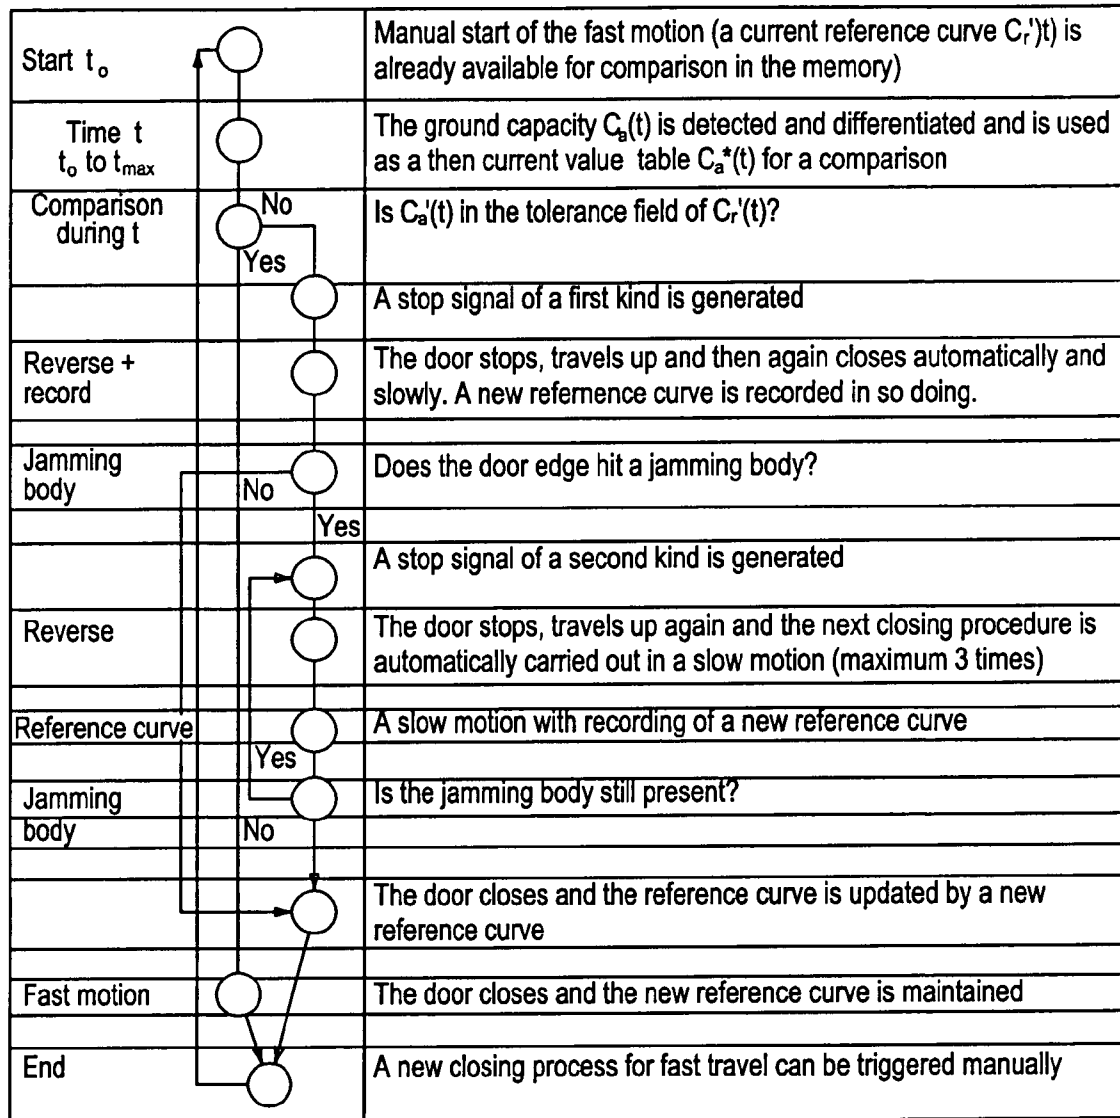 Start t₀
Manual start of the fast motion (a current reference curve Cᵣ')t) is
already available for comparison in the memory)
Time t
t₀ to tmax
The ground capacity Cₐ(t) is detected and differentiated and is used
as a then current value table Cₐ*(t) for a comparison
Comparison
during t
No
Yes
Is Cₐ'(t) in the tolerance field of Cᵣ'(t)?
A stop signal of a first kind is generated
Reverse +
record
The door stops, travels up and then again closes automatically and
slowly. A new refernence curve is recorded in so doing.
Jamming
body
No
Yes
Does the door edge hit a jamming body?
A stop signal of a second kind is generated
Reverse
The door stops, travels up again and the next closing procedure is
automatically carried out in a slow motion (maximum 3 times)
Reference curve
A slow motion with recording of a new reference curve
Yes
Jamming
body
No
Is the jamming body still present?
The door closes and the reference curve is updated by a new
reference curve
Fast motion
The door closes and the new reference curve is maintained
End
A new closing process for fast travel can be triggered manually